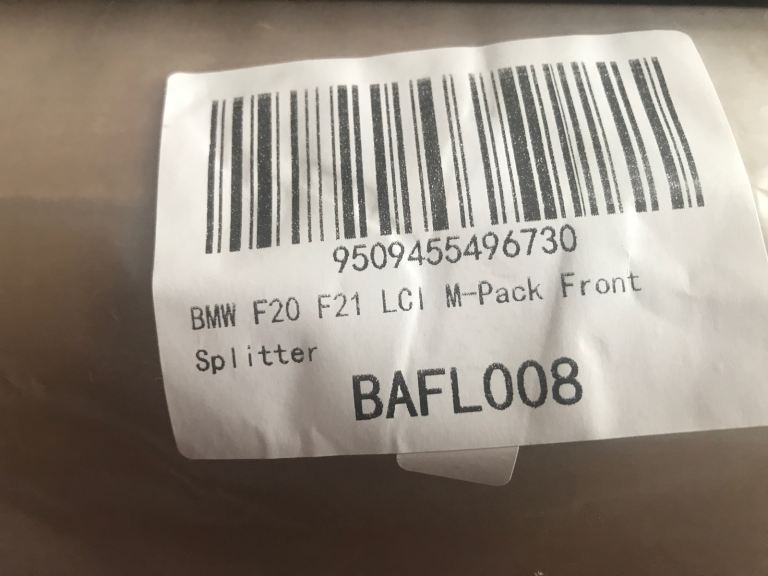 9509455496730
BMW F20 F21 LCI M-Pack Front
Splitter
BAFL008